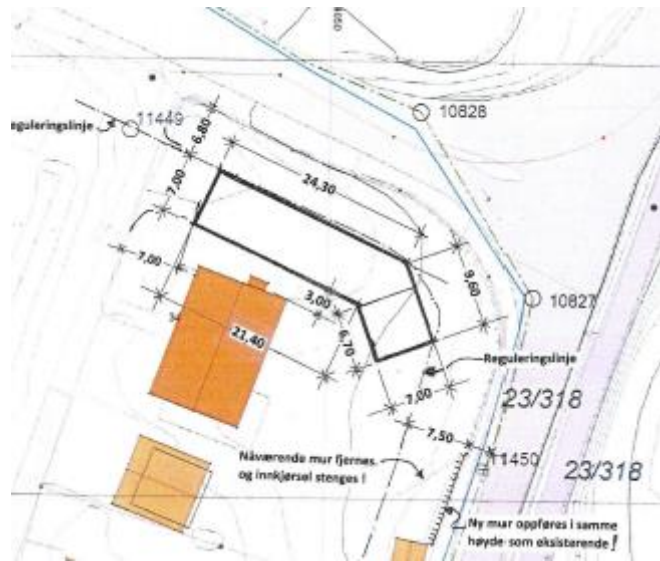 10828
11449
eguleringslinje
6,80
7,00
24,30
9,60
7,00
3,00
10827
21,40
6,70
Reguleringslinje
7,00
23/318
7,50
Nåværende mur fjernes
og innkjørsel stenges !
11450
23/318
Ny mur oppføres i samme
høyde som eksisterende !